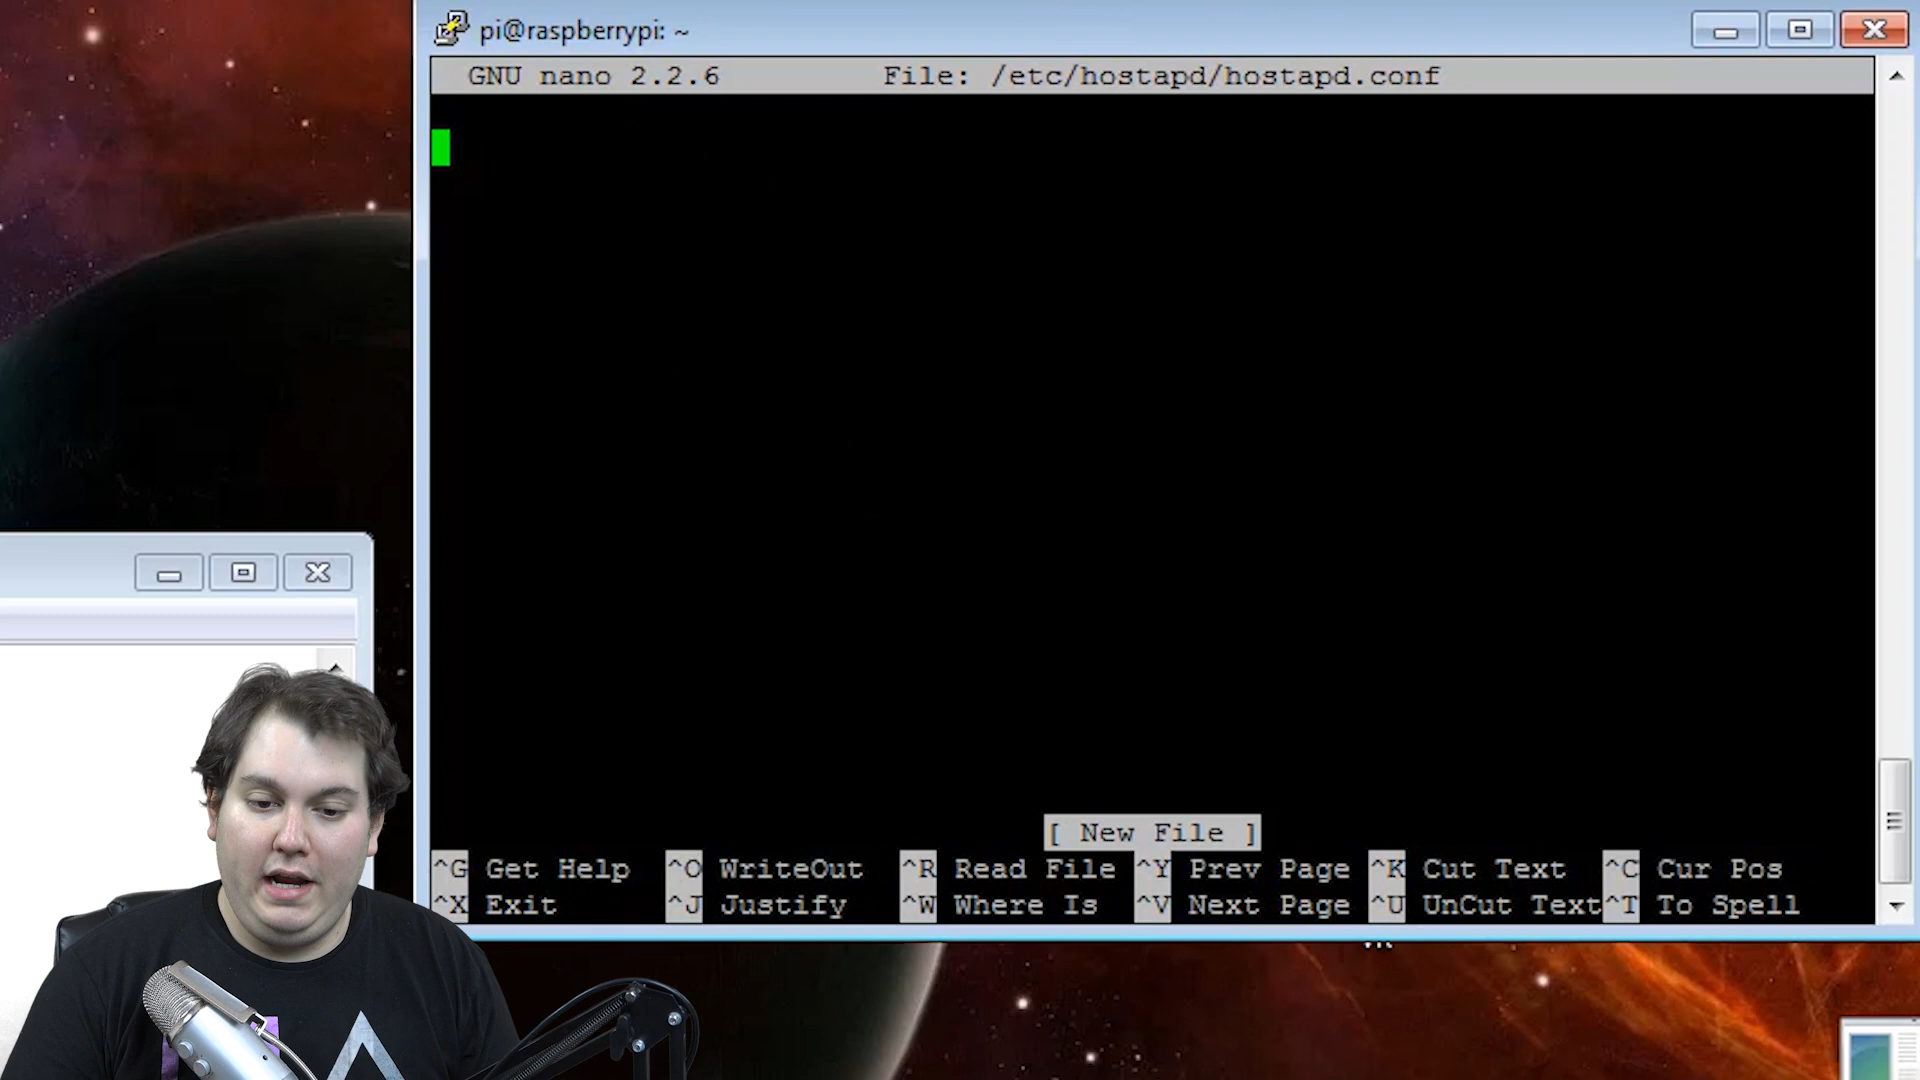 pi@raspberrypi: ~
GNU nano 2.2.6 File: /etc/hostapd/hostapd.conf
[ New File ]
^G Get Help ^O WriteOut ^R Read File ^Y Prev Page ^K Cut Text ^C Cur Pos
^X Exit ^J Justify ^W Where Is ^V Next Page ^U UnCut Text ^T To Spell